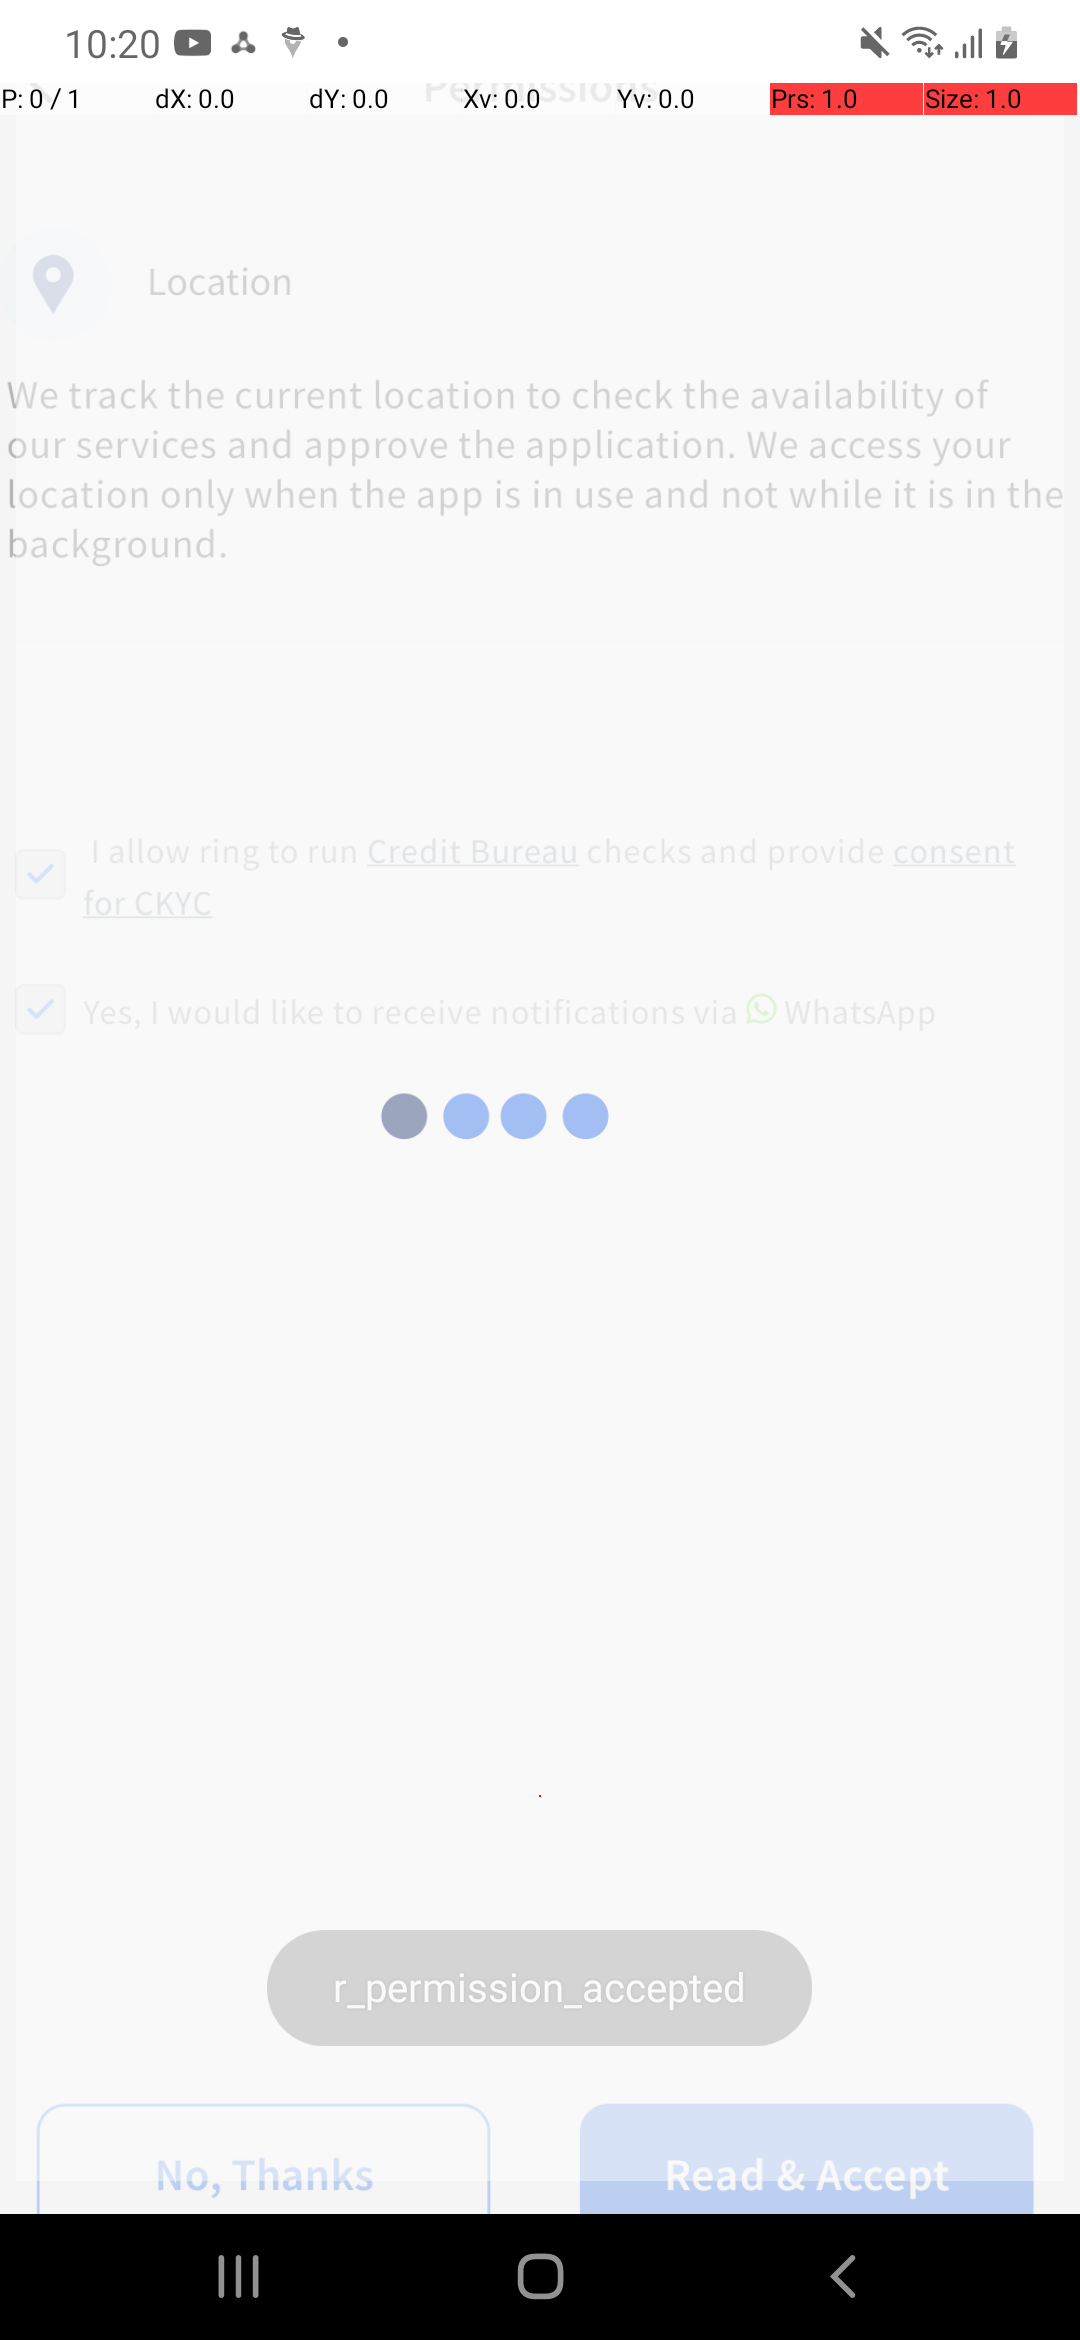 10:20
Permissions
P: 0 / 1 dX: 0.0 dY: 0.0 Xv: 0.0 Yv: 0.0 Prs: 1.0 Size: 1.0
Location
We track the current location to check the availability of
our services and approve the application. We access your
location only when the app is in use and not while it is in the
background.
I allow ring to run Credit Bureau checks and provide consent
for CKYC
Yes, I would like to receive notifications via WhatsApp
r_permission_accepted
No, Thanks
Read & Accept